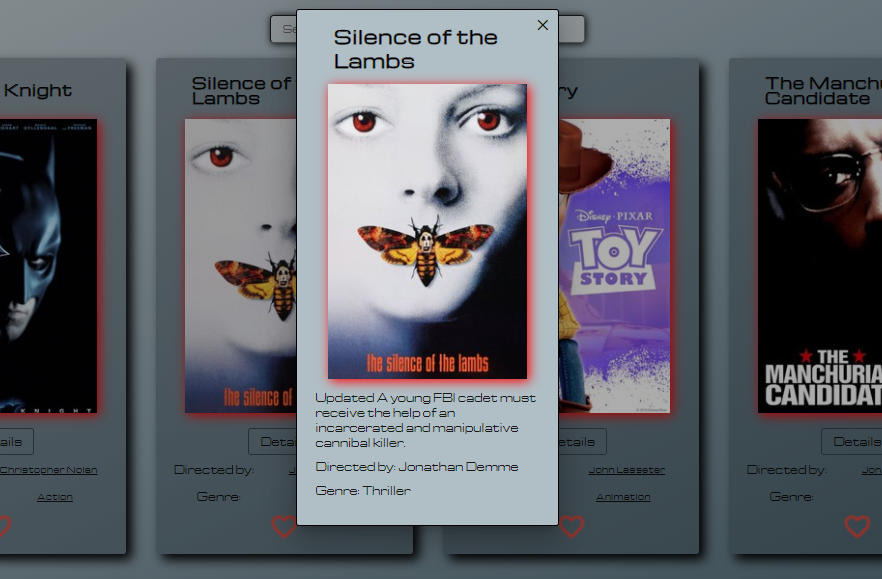 Se
Silence of the
Lambs
the silence of the lambs
Updated A young FBI cadet must
receive the help of an
incarcerated and manipulative
cannibal killer.
Directed by: Jonathan Demme
Genre: Thriller
Knight
KNIGHT
ails
Christopher Nolan
Action
Silence of
Lambs
the silence of
Detai
Directed by: J
Genre:
ry
Disney · PIXAR
TOY
STORY
etails
John Lasseter
Animation
The Manchu
Candidate
THE
MANCHURIA
CANDIDAT
Details
Directed by: Jon
Genre: